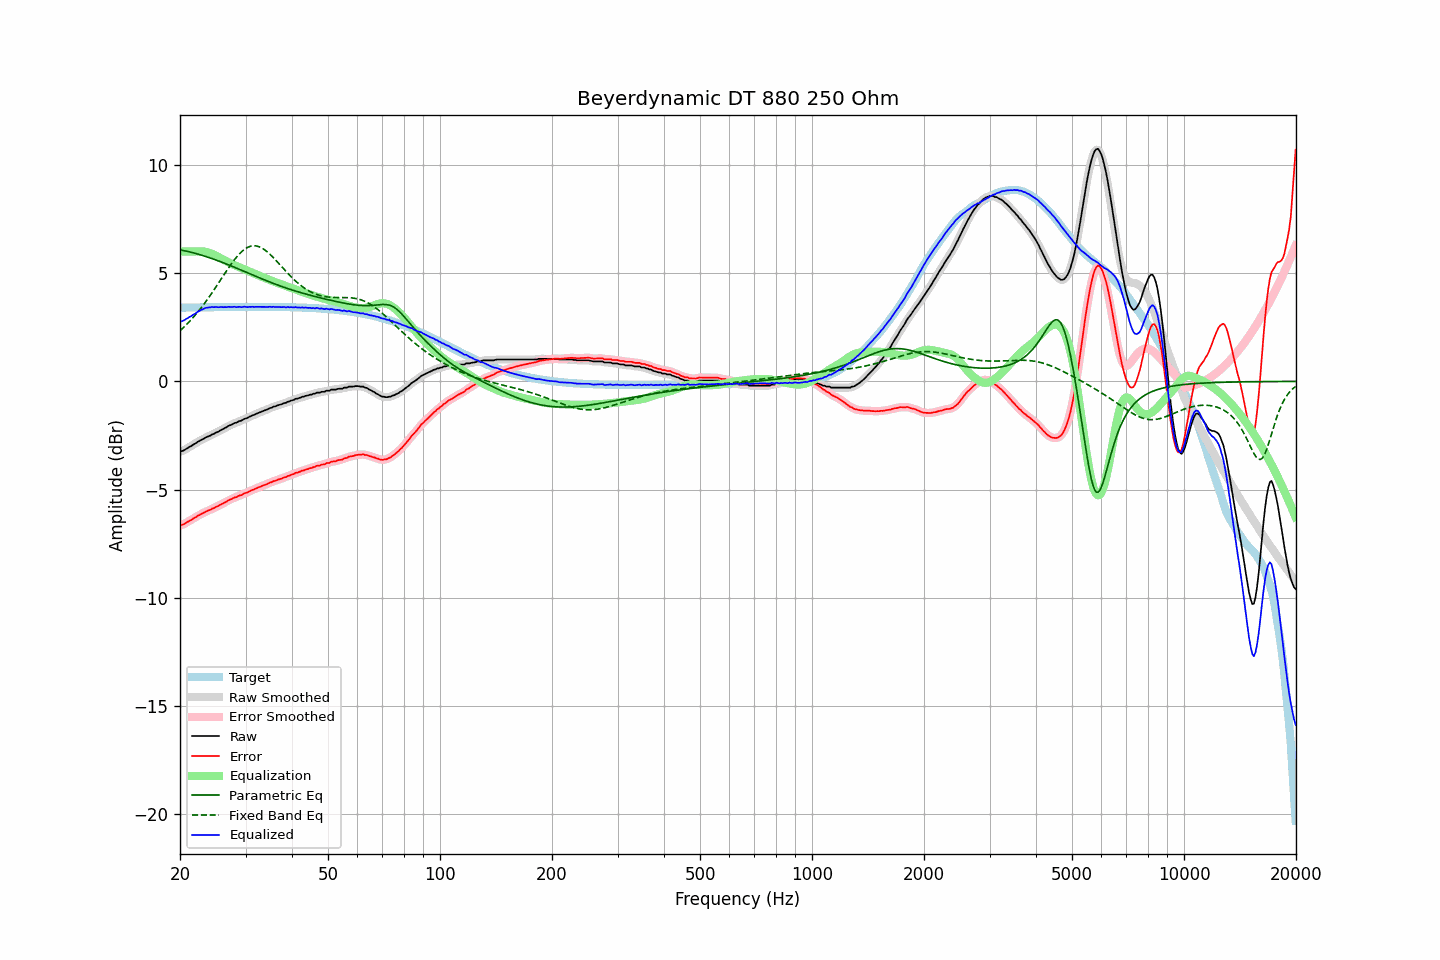 Beyerdynamic DT 880 250 Ohm
Amplitude (dBr)
10
5
0
−5
−10
−15
−20
Target
Raw Smoothed
Error Smoothed
Raw
Error
Equalization
Parametric Eq
Fixed Band Eq
Equalized
20 50 100 200 500 1000 2000 5000 10000 20000
Frequency (Hz)